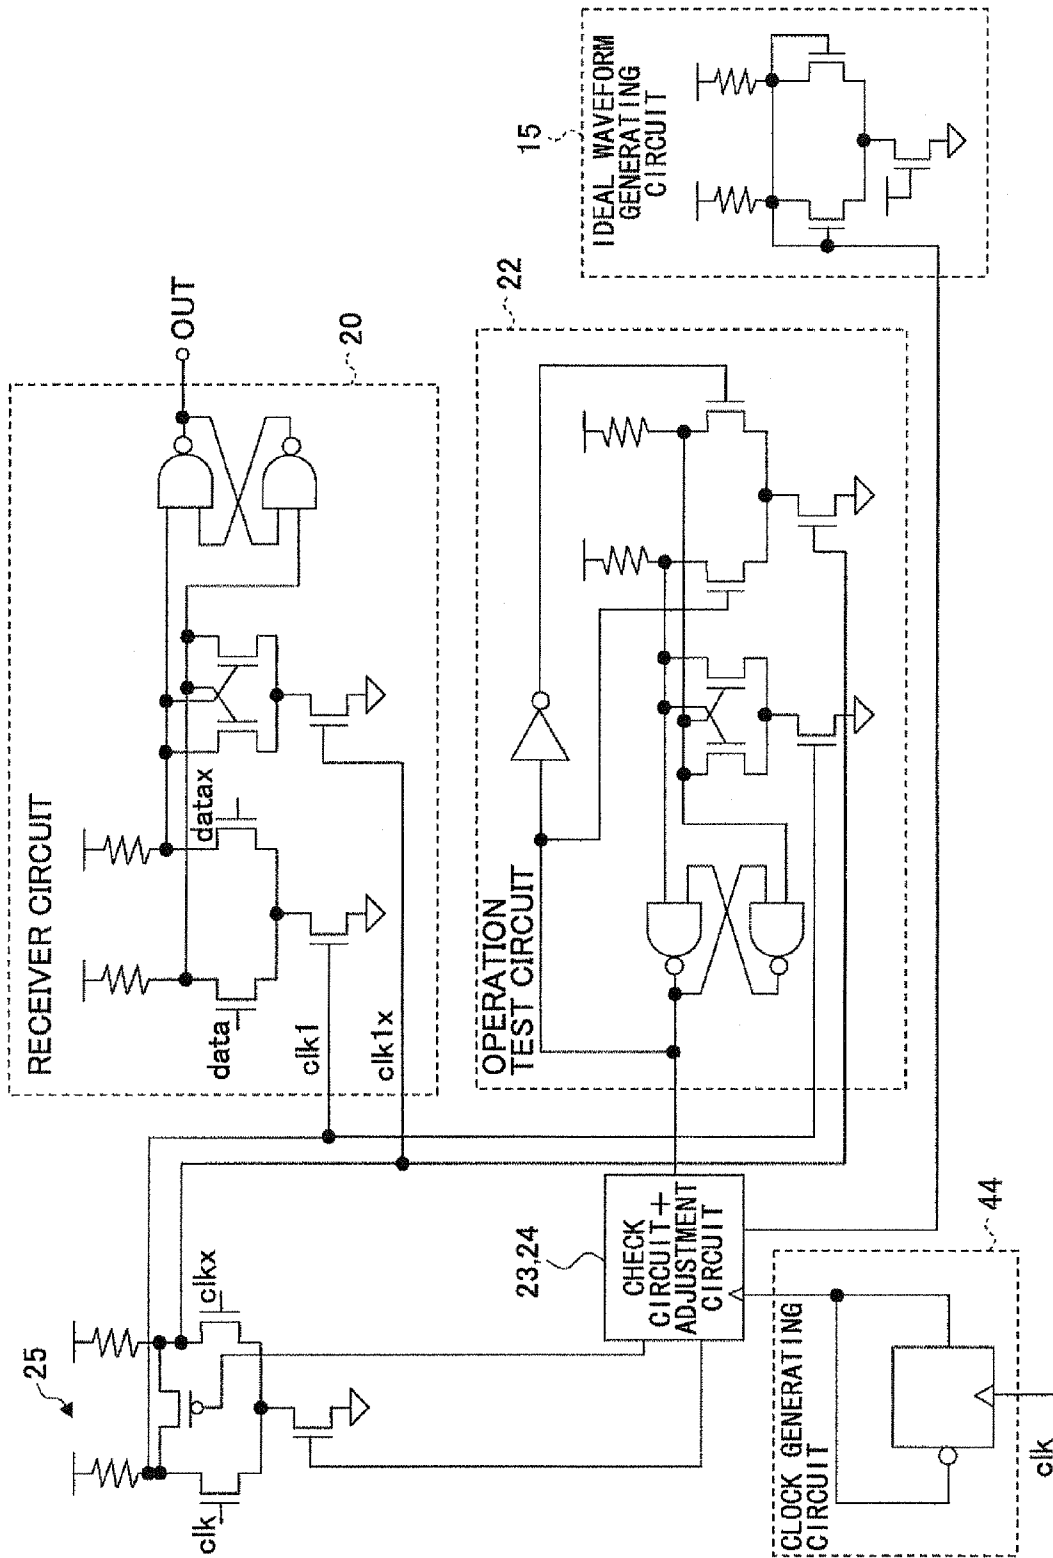 25
clk
clkx
RECEIVER CIRCUIT
data
datax
clk1
clk1x
OUT
20
23,24
CHECK
CIRCUIT+
ADJUSTMENT
CIRCUIT
OPERATION
TEST CIRCUIT
22
15
IDEAL WAVEFORM
GENERATING
CIRCUIT
CLOCK GENERATING
CIRCUIT
44
clk